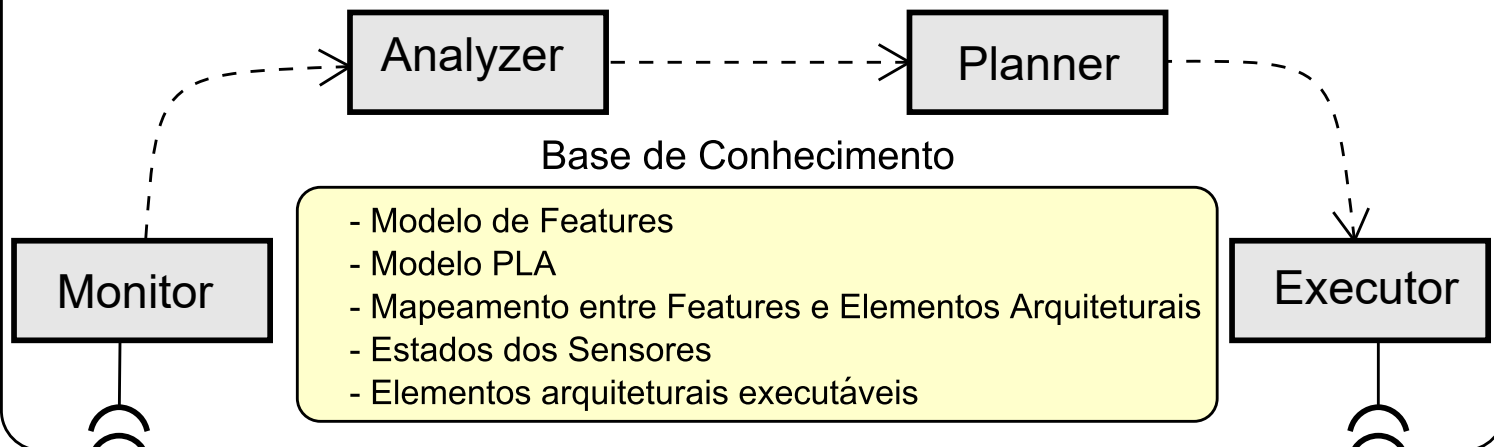 Analyzer
Planner
Base de Conhecimento
- Modelo de Features
- Modelo PLA
- Mapeamento entre Features e Elementos Arquiteturais
- Estados dos Sensores
- Elementos arquiteturais executáveis
Monitor
Executor